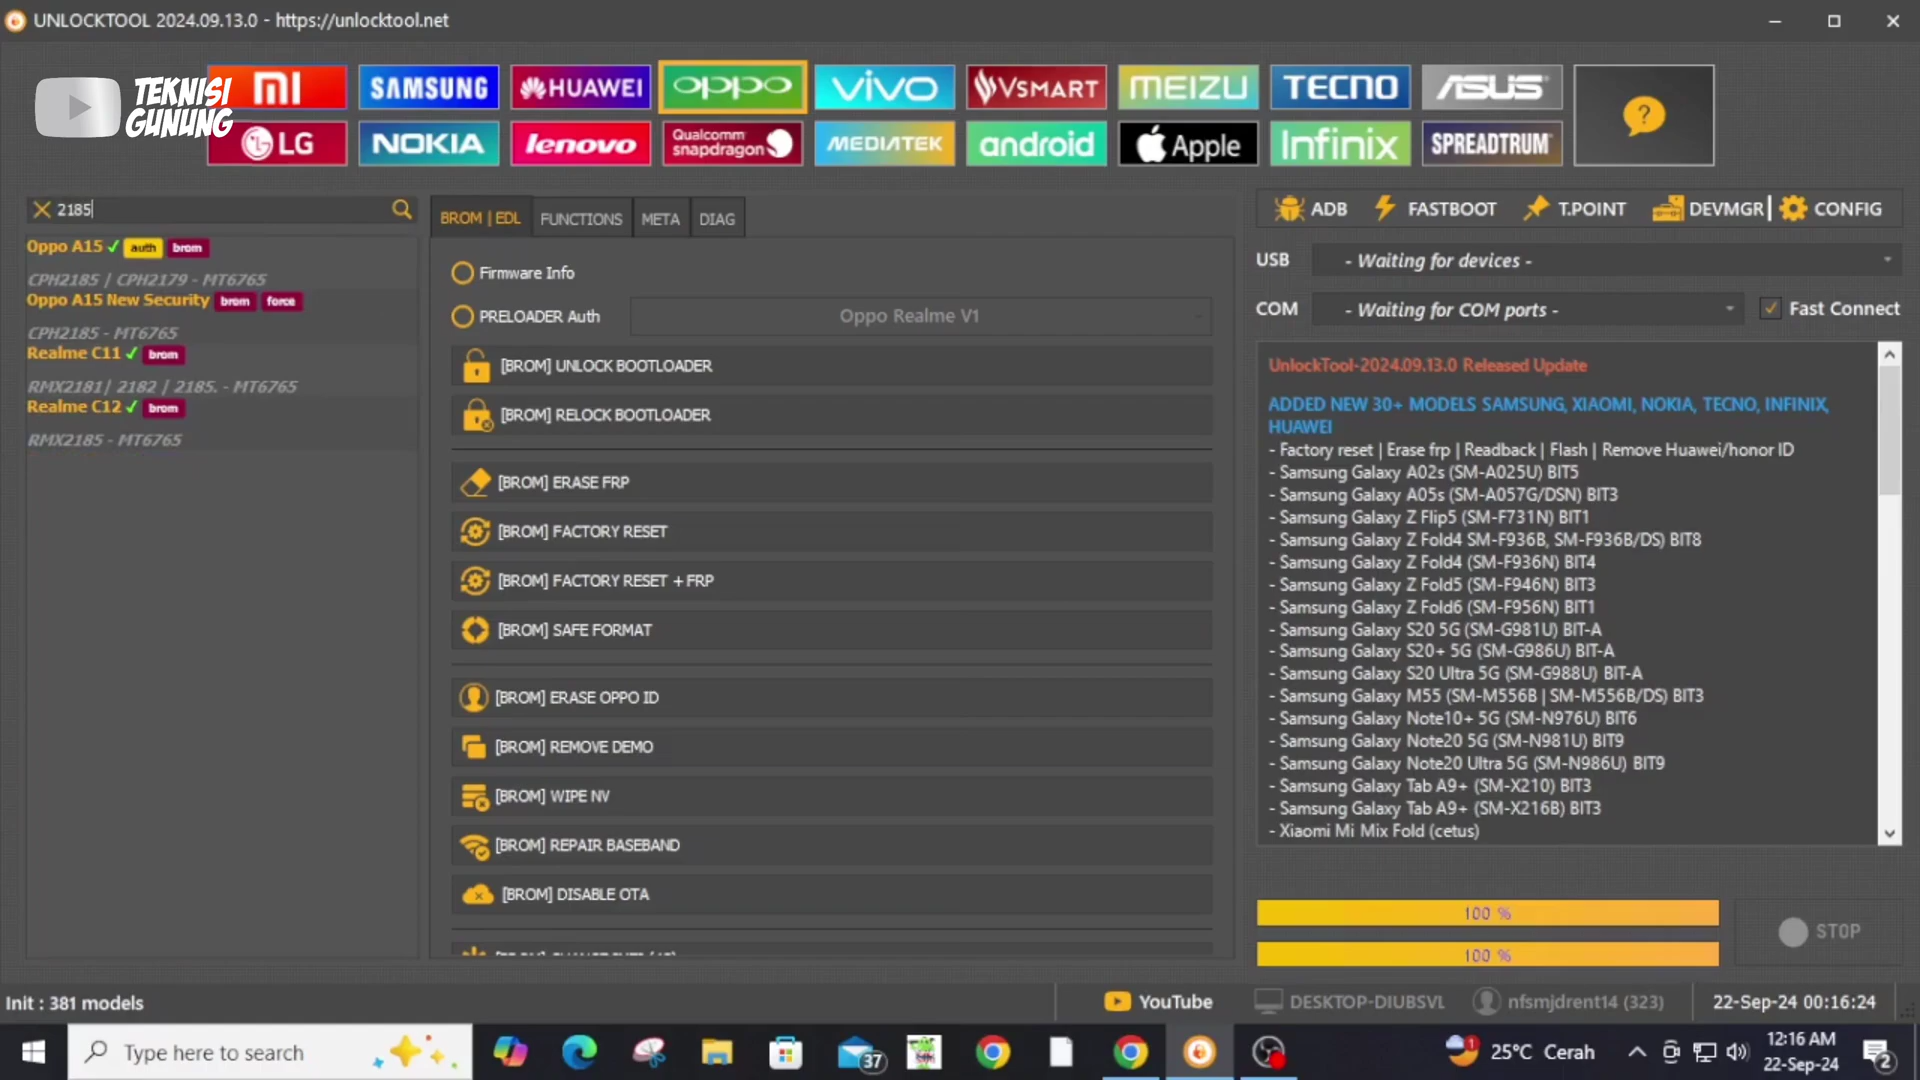 UNLOCKTOOL 2024.09.13.0 - https://unlocktool.net
TEKNISI
GUNUNG
MI SAMSUNG HUAWEI oppo vivo VSMART MEIZU TECNO ASUS
LG NOKIA lenovo Qualcomm snapdragon MEDIATEK android Apple Infinix SPREADTRUM
?
2185
Oppo A15 ✓ auth brom
CPH2185 / CPH2179 - MT6765
Oppo A15 New Security brom force
CPH2185 - MT6765
Realme C11 ✓ brom
RMX2181/ 2182 / 2185. - MT6765
Realme C12 ✓ brom
RMX2185 - MT6765
BROM | EDL FUNCTIONS META DIAG
Firmware Info
PRELOADER Auth Oppo Realme V1
[BROM] UNLOCK BOOTLOADER
[BROM] RELOCK BOOTLOADER
[BROM] ERASE FRP
[BROM] FACTORY RESET
[BROM] FACTORY RESET + FRP
[BROM] SAFE FORMAT
[BROM] ERASE OPPO ID
[BROM] REMOVE DEMO
[BROM] WIPE NV
[BROM] REPAIR BASEBAND
[BROM] DISABLE OTA
ADB FASTBOOT T.POINT DEVMGR CONFIG
USB - Waiting for devices -
COM - Waiting for COM ports - Fast Connect
UnlockTool-2024.09.13.0 Released Update
ADDED NEW 30+ MODELS SAMSUNG, XIAOMI, NOKIA, TECNO, INFINIX,
HUAWEI
- Factory reset | Erase frp | Readback | Flash | Remove Huawei/honor ID
- Samsung Galaxy A02s (SM-A025U) BIT5
- Samsung Galaxy A05s (SM-A057G/DSN) BIT3
- Samsung Galaxy Z Flip5 (SM-F731N) BIT1
- Samsung Galaxy Z Fold4 SM-F936B, SM-F936B/DS) BIT8
- Samsung Galaxy Z Fold4 (SM-F936N) BIT4
- Samsung Galaxy Z Fold5 (SM-F946N) BIT3
- Samsung Galaxy Z Fold6 (SM-F956N) BIT1
- Samsung Galaxy S20 5G (SM-G981U) BIT-A
- Samsung Galaxy S20+ 5G (SM-G986U) BIT-A
- Samsung Galaxy S20 Ultra 5G (SM-G988U) BIT-A
- Samsung Galaxy M55 (SM-M556B | SM-M556B/DS) BIT3
- Samsung Galaxy Note10+ 5G (SM-N976U) BIT6
- Samsung Galaxy Note20 5G (SM-N981U) BIT9
- Samsung Galaxy Note20 Ultra 5G (SM-N986U) BIT9
- Samsung Galaxy Tab A9+ (SM-X210) BIT3
- Samsung Galaxy Tab A9+ (SM-X216B) BIT3
- Xiaomi Mi Mix Fold (cetus)
100 %
100 %
STOP
Init : 381 models
YouTube DESKTOP-DIUBSVL nfsmjdrent14 (323) 22-Sep-24 00:16:24
Type here to search
37
1
25°C Cerah
12:16 AM
22-Sep-24
2